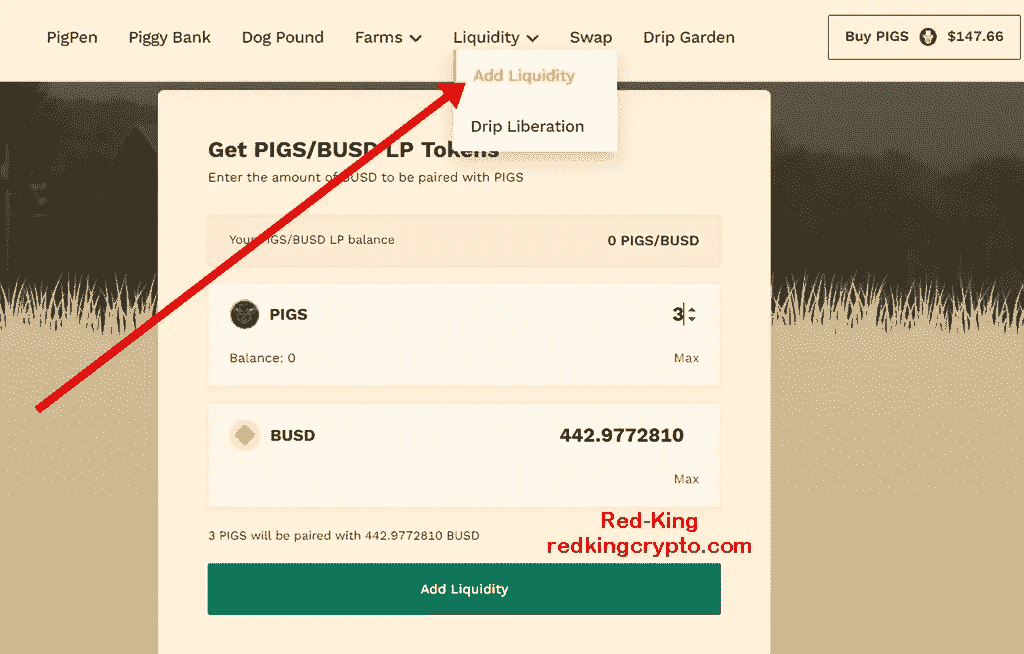 PigPen Piggy Bank Dog Pound Farms Liquidity Swap Drip Garden Buy PIGS $147.66
Add Liquidity
Drip Liberation
Get PIGS/BUSD LP Tokens
Enter the amount of BUSD to be paired with PIGS
Your PIGS/BUSD LP balance 0 PIGS/BUSD
PIGS 3
Balance: 0 Max
BUSD 442.9772810
Max
Red-King
3 PIGS will be paired with 442.9772810 BUSD
redkingcrypto.com
Add Liquidity